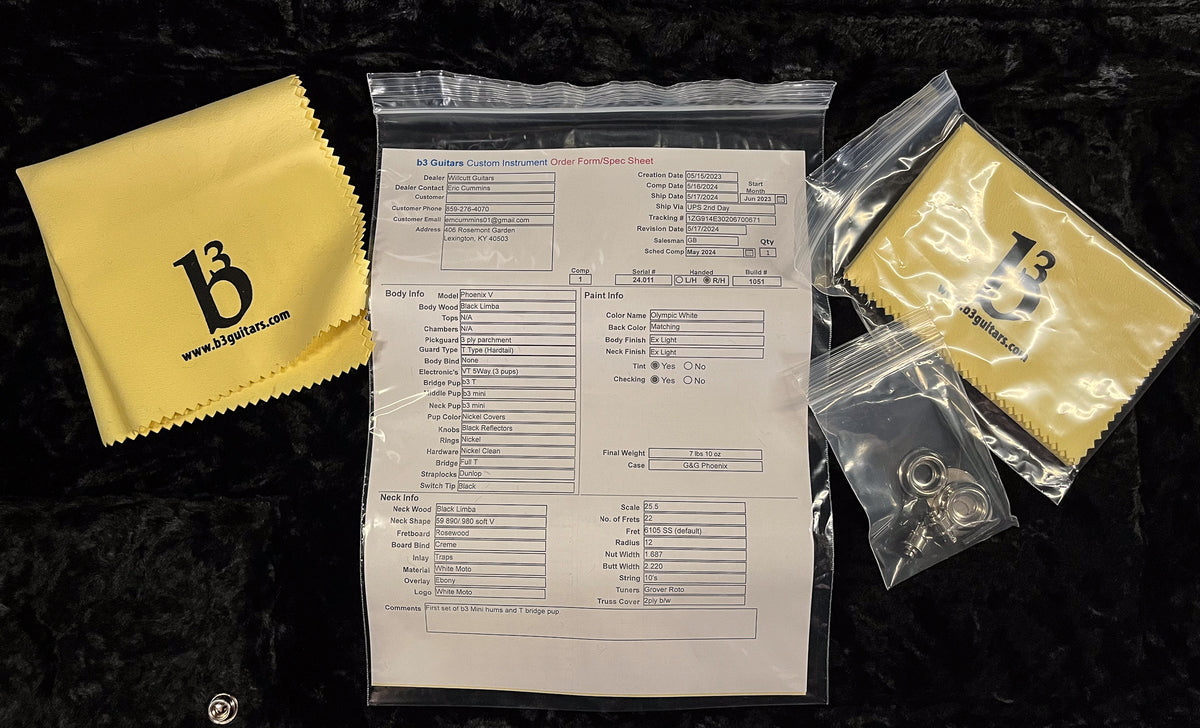 b3
www.b3guitars.com
b3 Guitars Custom Instrument Order Form/Spec Sheet
Dealer Willcutt Guitars
Dealer Contact Eric Cummins
Customer
Customer Phone 859-276-4070
Customer Email emcummins01@gmail.com
Address 406 Rosemont Garden
Lexington, KY 40503
Creation Date 05/15/2023
Comp Date 5/16/2024
Start Month
Ship Date 5/17/2024 Jun 2023
Ship Via UPS 2nd Day
Tracking # 1ZG914E30206700671
Revision Date 5/17/2024
Salesman GB Qty
Sched Comp May 2024 1
Comp Serial # Handed Build #
1 24.011 L/H R/H 1051
Body Info
Model Phoenix V
Body Wood Black Limba
Tops N/A
Chambers N/A
Pickguard 3 ply parchment
Guard Type T Type (Hardtail)
Body Bind None
Electronic's VT 5Way (3 pups)
Bridge Pup b3 T
Middle Pup b3 mini
Neck Pup b3 mini
Pup Color Nickel Covers
Knobs Black Reflectors
Rings Nickel
Hardware Nickel Clean
Bridge Full T
Straplocks Dunlop
Switch Tip Black
Paint Info
Color Name Olympic White
Back Color Matching
Body Finish Ex Light
Neck Finish Ex Light
Tint Yes No
Checking Yes No
Final Weight 7 lbs 10 oz
Case G&G Phoenix
Neck Info
Neck Wood Black Limba
Neck Shape 59 890/ 980 soft V
Fretboard Rosewood
Board Bind Creme
Inlay Traps
Material White Moto
Overlay Ebony
Logo White Moto
Scale 25.5
No. of Frets 22
Fret 6105 SS (default)
Radius 12
Nut Width 1.687
Butt Width 2.220
String 10's
Tuners Grover Roto
Truss Cover 2ply b/w
Comments First set of b3 Mini hums and T bridge pup
b3
b3guitars.com